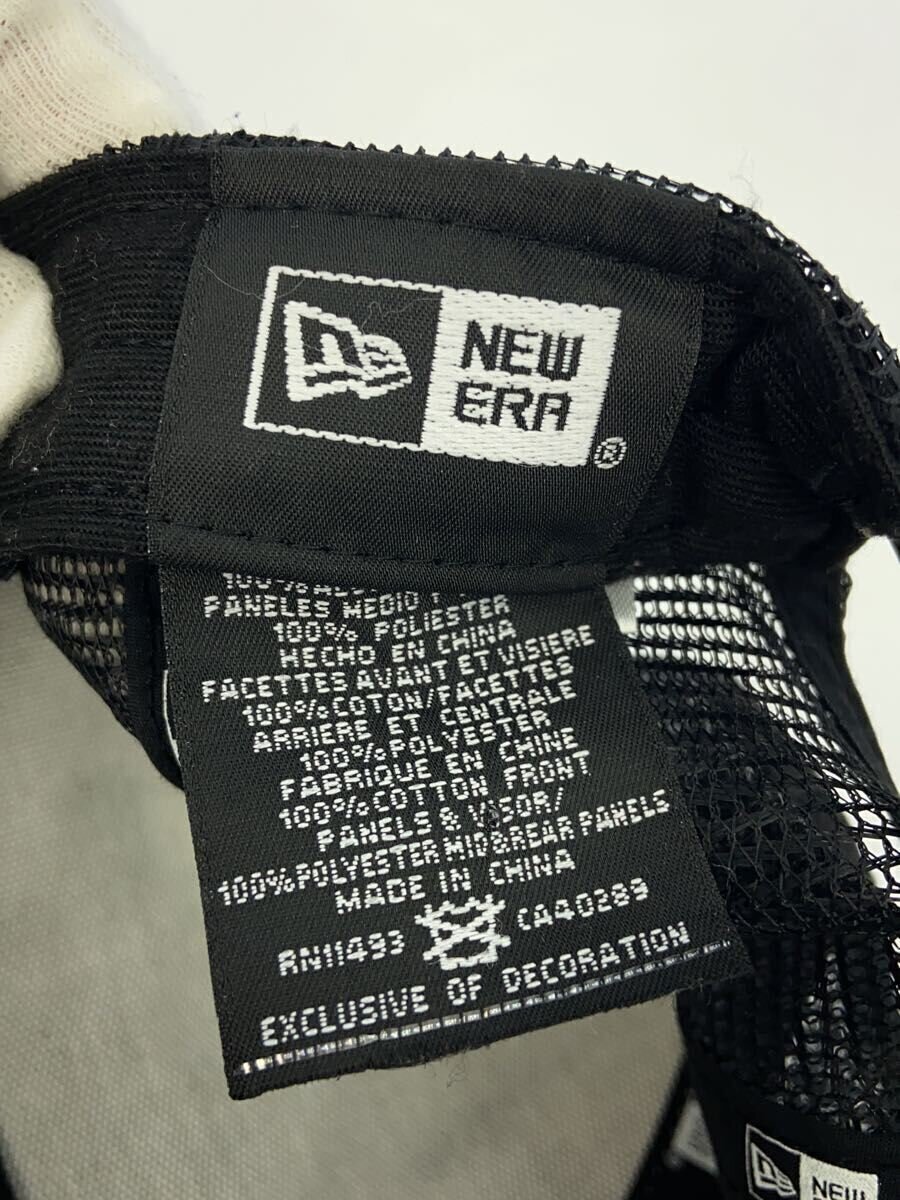 NEW
ERA
®
PANELES MEDIO Y
100% POLIESTER
HECHO EN CHINA
FACETTES AVANT ET VISIERE
100%COTON/FACETTES
ARRIERE ET CENTRALE
100%POLYESTER
FABRIQUE EN CHINE
100%COTTON FRONT
PANELS & VISOR/
100%POLYESTER MID&REAR PANELS
MADE IN CHINA
RN11493 CA40289
EXCLUSIVE OF DECORATION
NEW